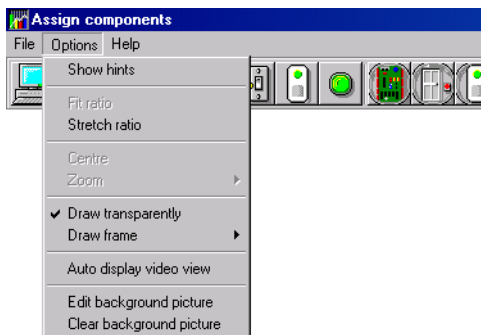 Assign components
File Options Help
Show hints
Fit ratio
Stretch ratio
Centre
Zoom
Draw transparently
Draw frame
Auto display video view
Edit background picture
Clear background picture